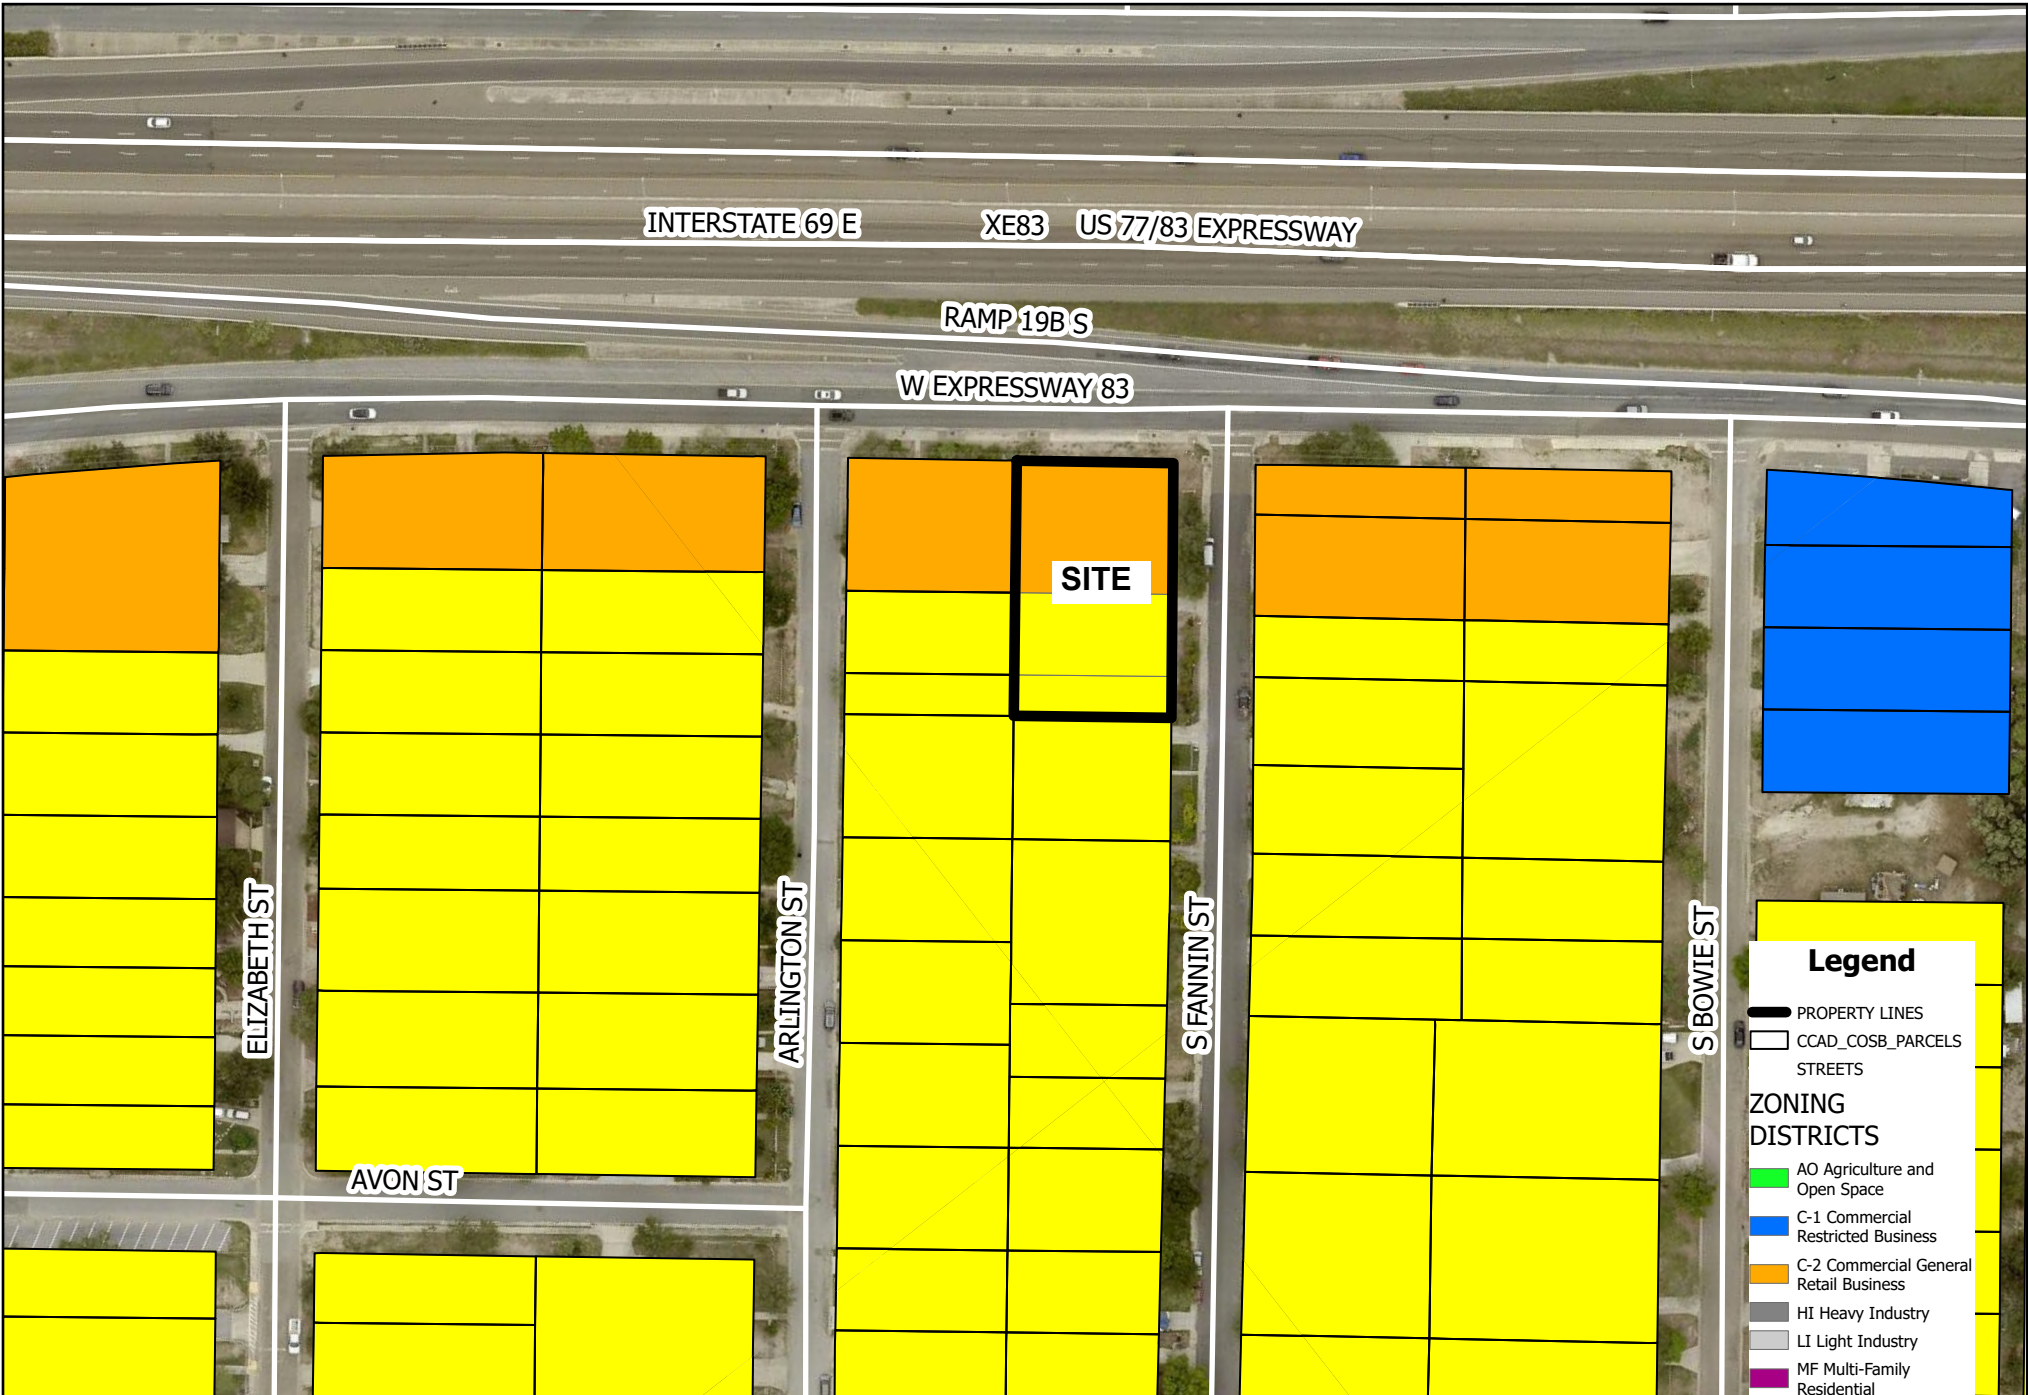 INTERSTATE 69 E
XE83
US 77/83 EXPRESSWAY
RAMP 19B S
W EXPRESSWAY 83
SITE
ELIZABETH ST
ARLINGTON ST
S FANNIN ST
S BOWIE ST
AVON ST
Legend
PROPERTY LINES
CCAD_COSB_PARCELS
STREETS
ZONING
DISTRICTS
AO Agriculture and
Open Space
C-1 Commercial
Restricted Business
C-2 Commercial General
Retail Business
HI Heavy Industry
LI Light Industry
MF Multi-Family
Residential